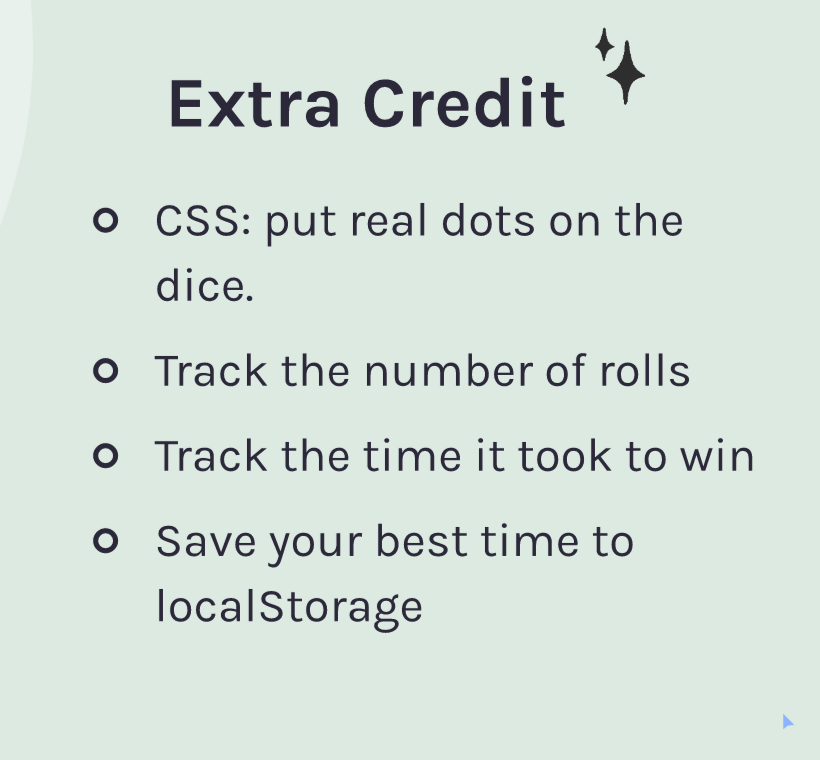 Extra Credit
CSS: put real dots on the
dice.
Track the number of rolls
Track the time it took to win
Save your best time to
localStorage